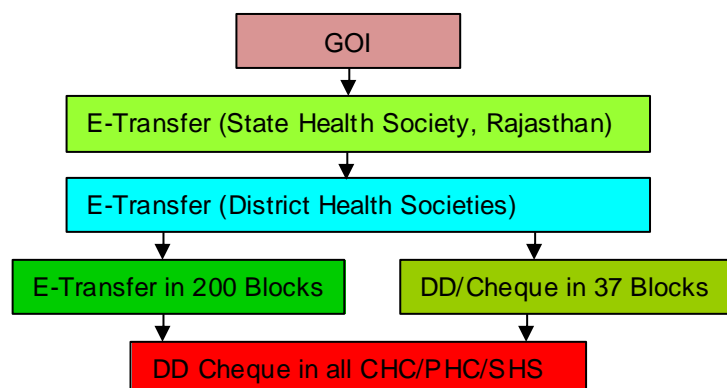 GOI
E-Transfer (State Health Society, Rajasthan)
E-Transfer (District Health Societies)
E-Transfer in 200 Blocks
DD/Cheque in 37 Blocks
DD Cheque in all CHC/PHC/SHS